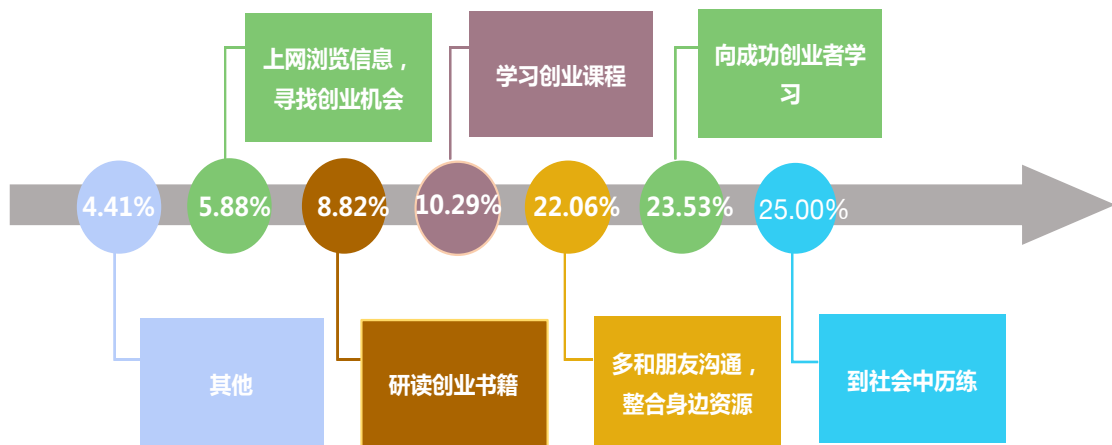 上网浏览信息，
寻找创业机会
学习创业课程
向成功创业者学
习
4.41%
5.88%
8.82%
10.29%
22.06%
23.53%
25.00%
其他
研读创业书籍
多和朋友沟通，
整合身边资源
到社会中历练